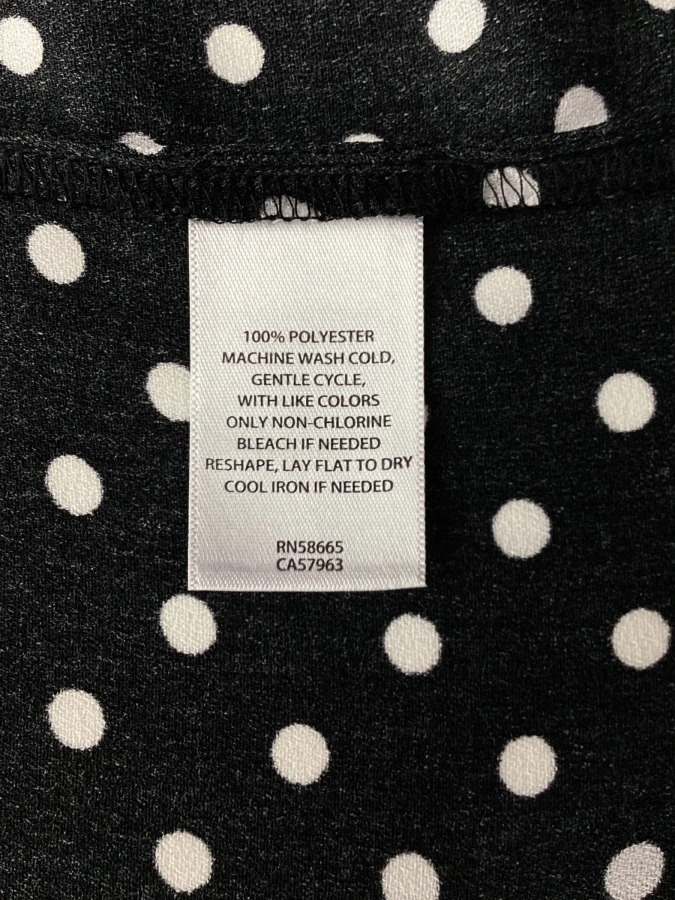 100% POLYESTER
MACHINE WASH COLD,
GENTLE CYCLE,
WITH LIKE COLORS
ONLY NON-CHLORINE
BLEACH IF NEEDED
RESHAPE, LAY FLAT TO DRY
COOL IRON IF NEEDED
RN58665
CA57963